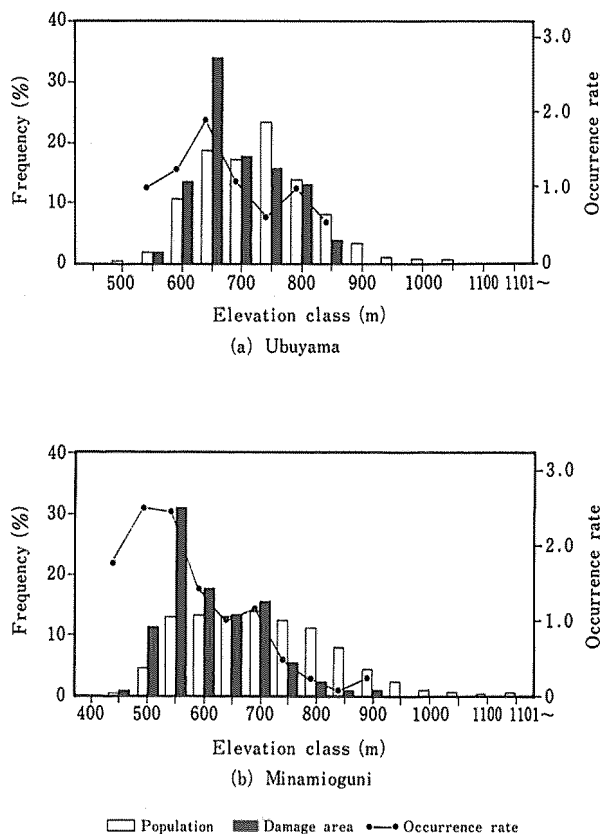 40
30
20
10
0
Frequency (%)
3.0
2.0
1.0
0
Occurrence rate
500 600 700 800 900 1000 1100 1101~
Elevation class (m)
(a) Ubuyama
40
30
20
10
0
Frequency (%)
3.0
2.0
1.0
0
Occurrence rate
400 500 600 700 800 900 1000 1100 1101~
Elevation class (m)
(b) Minamioguni
Population Damage area Occurrence rate